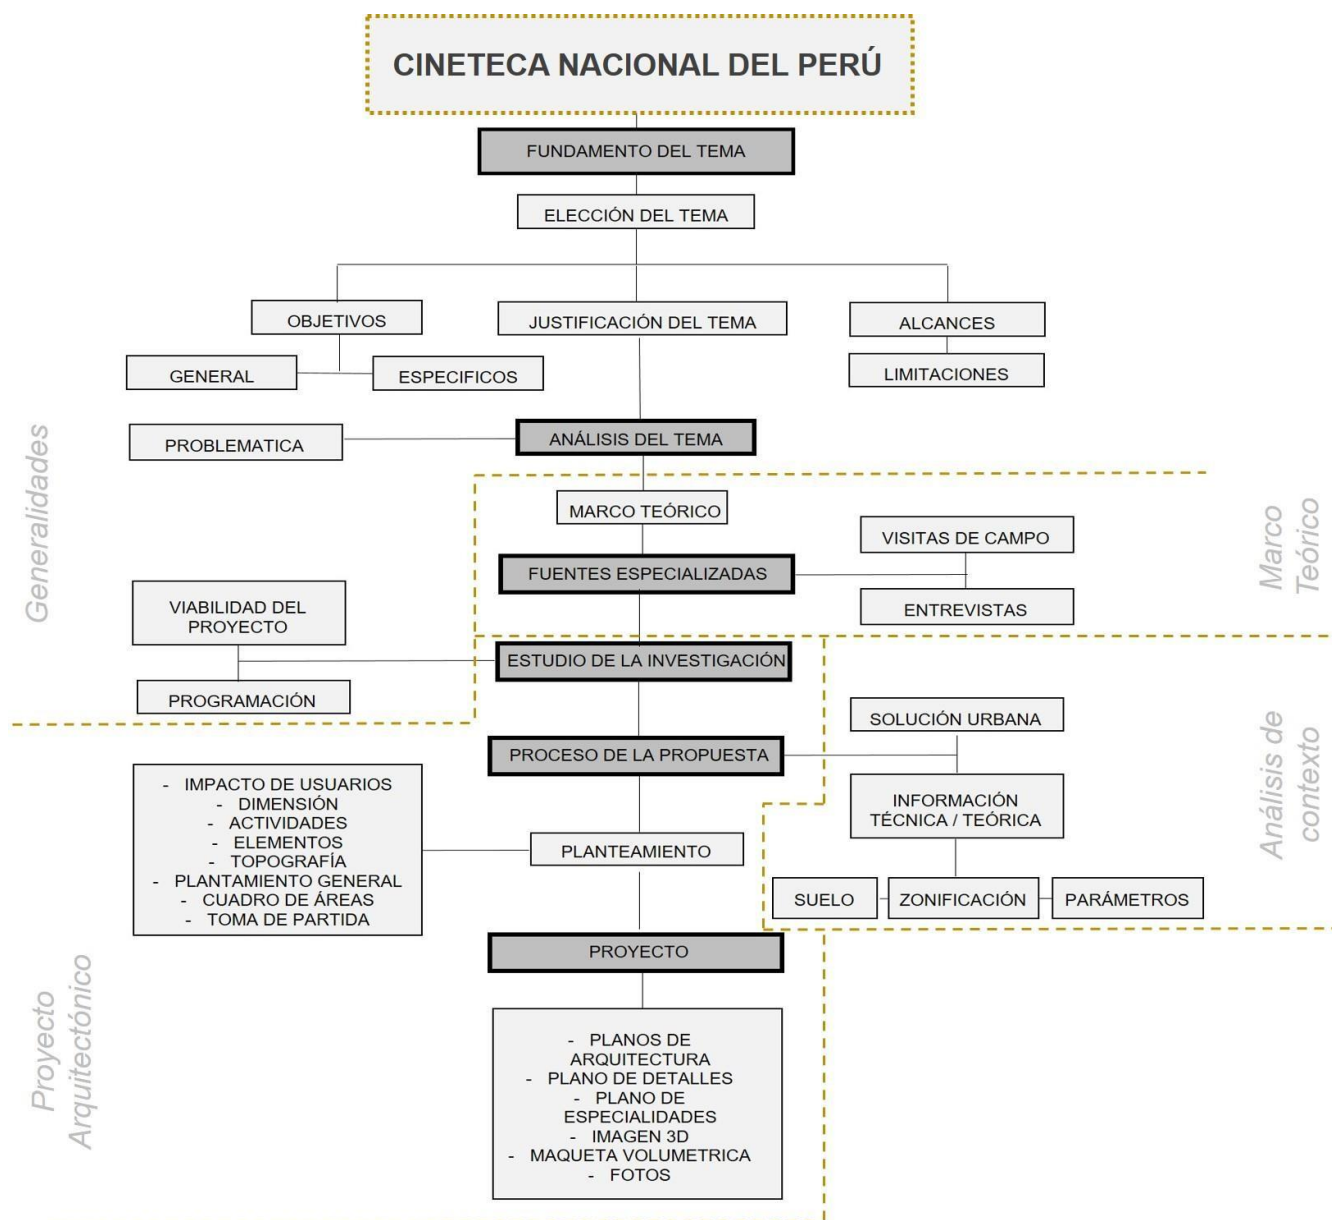 CINETECA NACIONAL DEL PERÚ
FUNDAMENTO DEL TEMA
ELECCIÓN DEL TEMA
OBJETIVOS
JUSTIFICACIÓN DEL TEMA
ALCANCES
GENERAL
ESPECIFICOS
LIMITACIONES
PROBLEMATICA
ANÁLISIS DEL TEMA
Generalidades
MARCO TEÓRICO
Marco
Teórico
FUENTES ESPECIALIZADAS
VISITAS DE CAMPO
ENTREVISTAS
VIABILIDAD DEL
PROYECTO
PROGRAMACIÓN
ESTUDIO DE LA INVESTIGACIÓN
SOLUCIÓN URBANA
PROCESO DE LA PROPUESTA
INFORMACIÓN
TÉCNICA / TEÓRICA
Análisis de
contexto
- IMPACTO DE USUARIOS
- DIMENSIÓN
- ACTIVIDADES
- ELEMENTOS
- TOPOGRAFÍA
- PLANTAMIENTO GENERAL
- CUADRO DE ÁREAS
- TOMA DE PARTIDA
PLANTEAMIENTO
SUELO
ZONIFICACIÓN
PARÁMETROS
PROYECTO
Proyecto
Arquitectónico
- PLANOS DE
ARQUITECTURA
- PLANO DE DETALLES
- PLANO DE
ESPECIALIDADES
- IMAGEN 3D
- MAQUETA VOLUMETRICA
- FOTOS